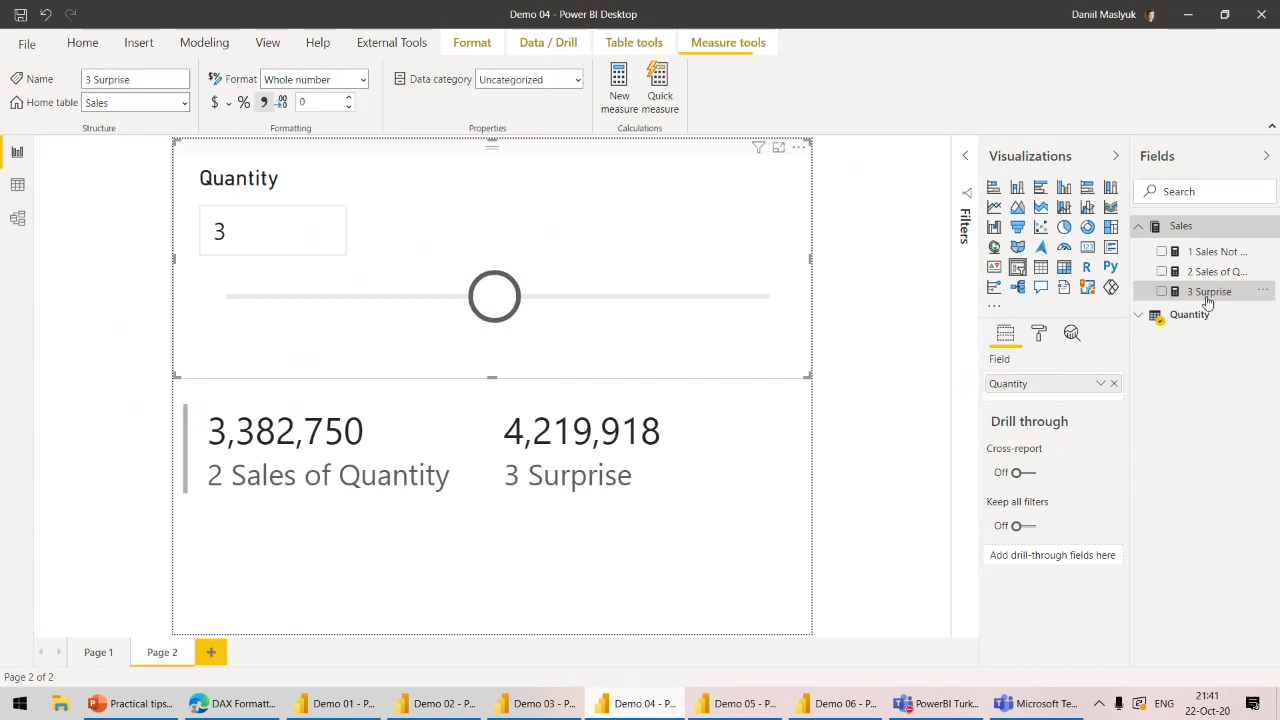 Demo 04 - Power BI Desktop
Daniil Maslyuk
File
Home
Insert
Modeling
View
Help
External Tools
Format
Data / Drill
Table tools
Measure tools
Name
3 Surprise
Home table
Sales
Structure
Format
Whole number
$
%
0
Formatting
Data category
Uncategorized
Properties
New
measure
Quick
measure
Calculations
Quantity
3
3,382,750
2 Sales of Quantity
4,219,918
3 Surprise
Filters
Visualizations
R
Py
Field
Quantity
Drill through
Cross-report
Off
Keep all filters
Off
Add drill-through fields here
Fields
Search
Sales
1 Sales Not ...
2 Sales of Q...
3 Surprise
Quantity
Page 1
Page 2
Page 2 of 2
Practical tips...
DAX Formatt...
Demo 01 - P...
Demo 02 - P...
Demo 03 - P...
Demo 04 - P...
Demo 05 - P...
Demo 06 - P...
PowerBI Turk...
Microsoft Te...
21:41
22-Oct-20